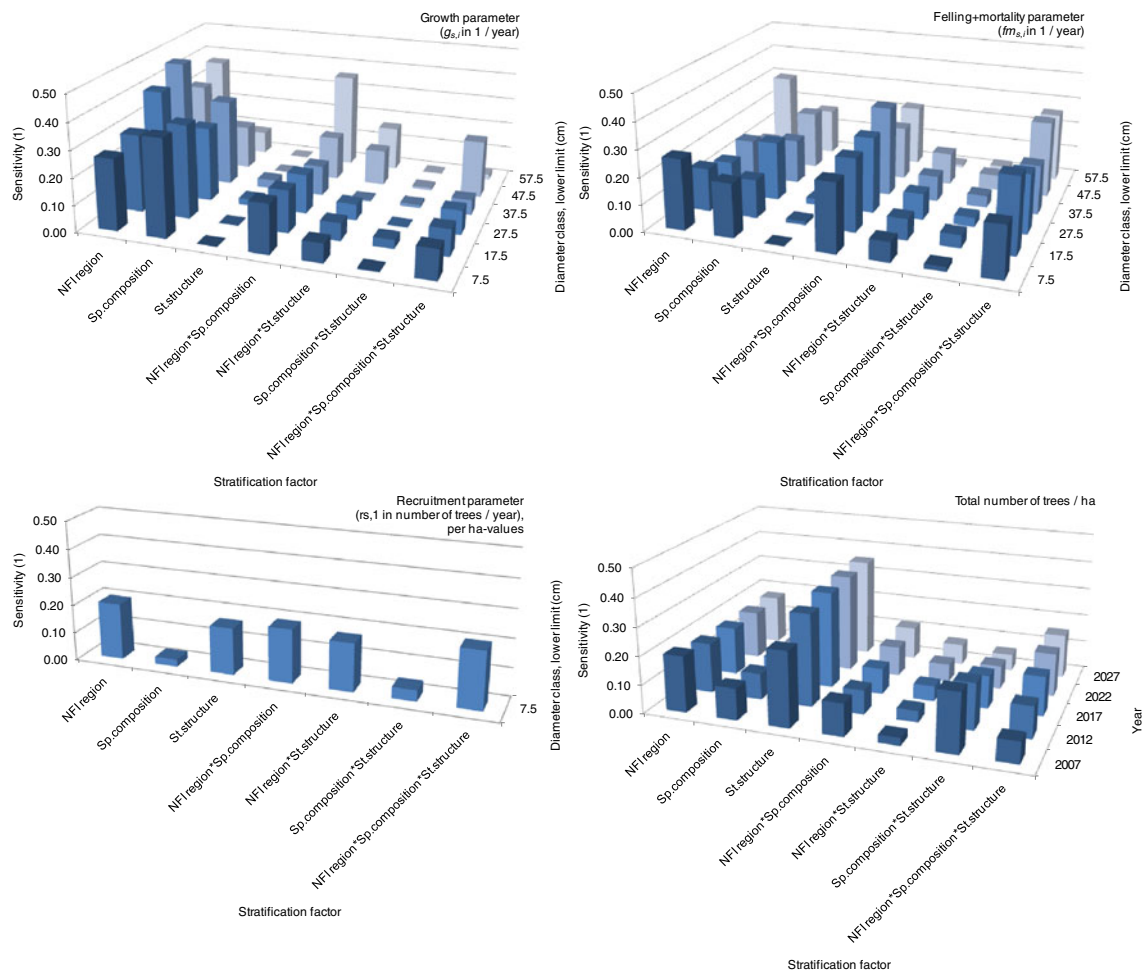 Growth parameter
(gs,i in 1 / year)
Sensitivity (1)
0.50
0.40
0.30
0.20
0.10
0.00
NFI region
Sp.composition
St.structure
NFI region*Sp.composition
NFI region*St.structure
Sp.composition*St.structure
NFI region*Sp.composition*St.structure
57.5
47.5
37.5
27.5
17.5
7.5
Diameter class, lower limit (cm)
Stratification factor
Felling+mortality parameter
(fms,i in 1 / year)
Sensitivity (1)
0.50
0.40
0.30
0.20
0.10
0.00
NFI region
Sp.composition
St.structure
NFI region*Sp.composition
NFI region*St.structure
Sp.composition*St.structure
NFI region*Sp.composition*St.structure
57.5
47.5
37.5
27.5
17.5
7.5
Diameter class, lower limit (cm)
Stratification factor
Recruitment parameter
(rs,1 in number of trees / year),
per ha-values
Sensitivity (1)
0.50
0.40
0.30
0.20
0.10
0.00
NFI region
Sp.composition
St.structure
NFI region*Sp.composition
NFI region*St.structure
Sp.composition*St.structure
NFI region*Sp.composition*St.structure
7.5
Diameter class, lower limit (cm)
Stratification factor
Total number of trees / ha
Sensitivity (1)
0.50
0.40
0.30
0.20
0.10
0.00
NFI region
Sp.composition
St.structure
NFI region*Sp.composition
NFI region*St.structure
Sp.composition*St.structure
NFI region*Sp.composition*St.structure
2027
2022
2017
2012
2007
Year
Stratification factor